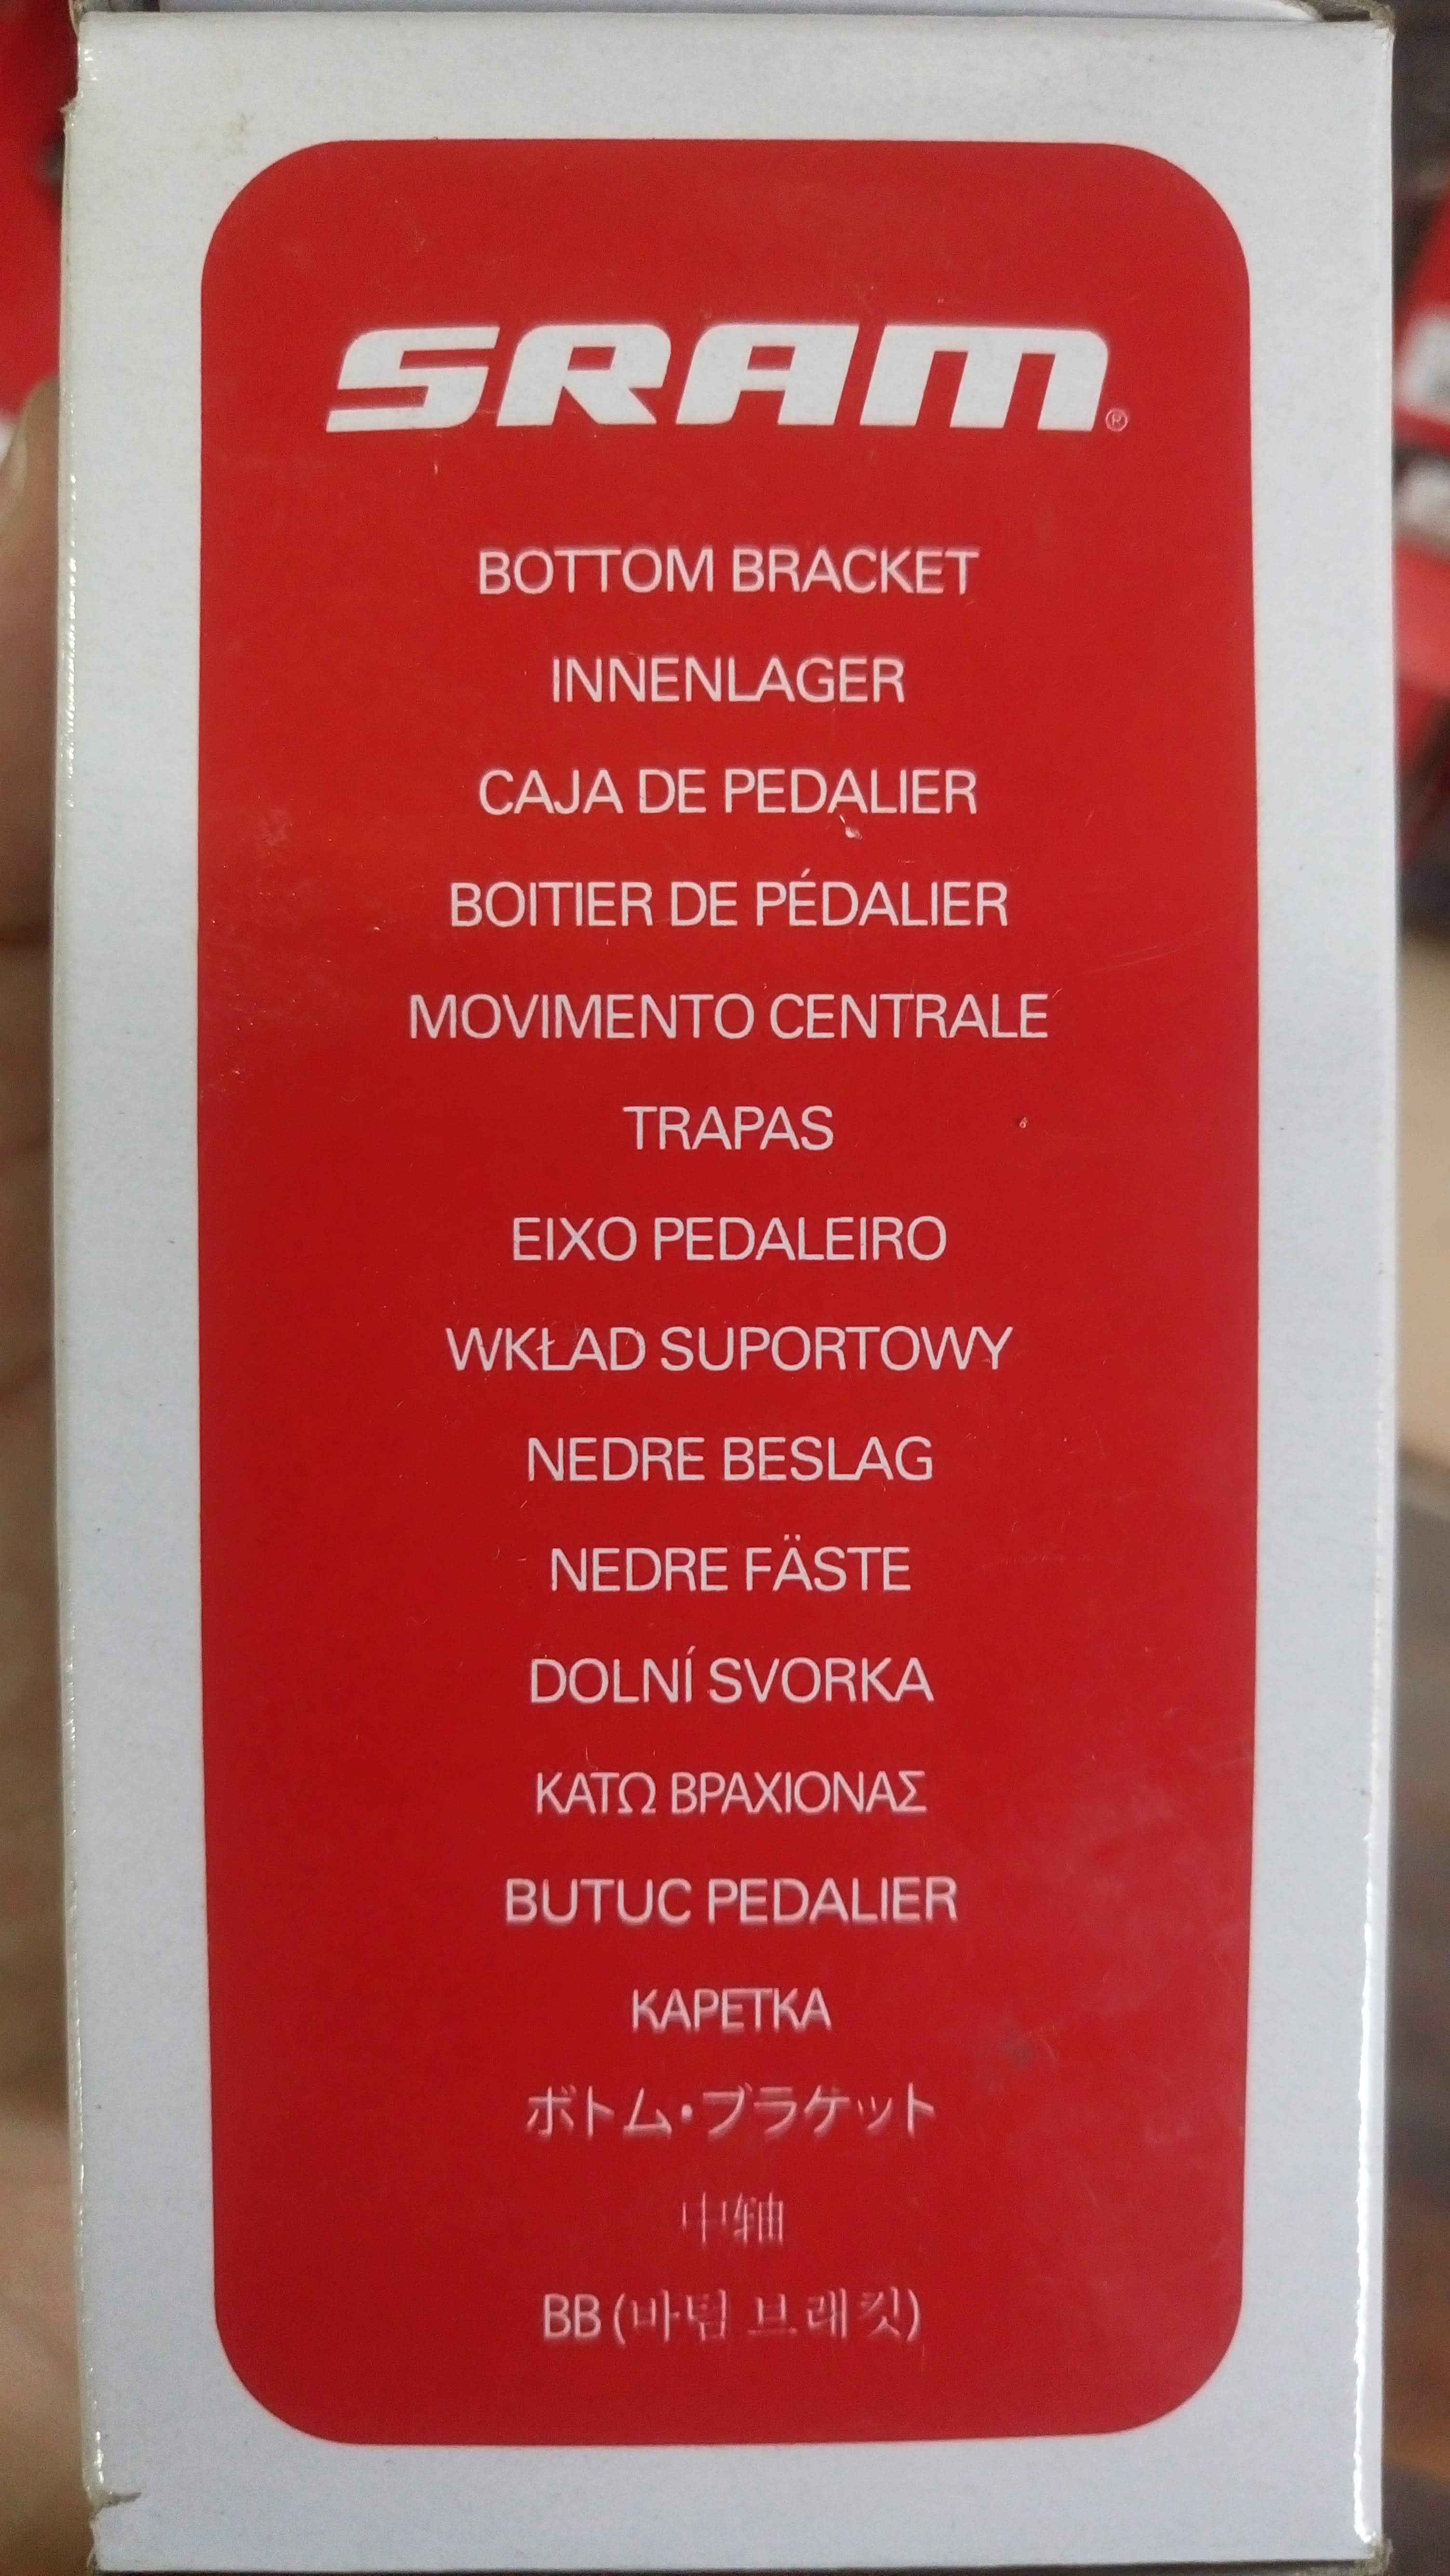 SRAM®
BOTTOM BRACKET
INNENLAGER
CAJA DE PEDALIER
BOITIER DE PÉDALIER
MOVIMENTO CENTRALE
TRAPAS
EIXO PEDALEIRO
WKŁAD SUPORTOWY
NEDRE BESLAG
NEDRE FÄSTE
DOLNÍ SVORKA
ΚΑΤΩ ΒΡΑΧΙΟΝΑΣ
BUTUC PEDALIER
КАРЕТКА
ボトム・ブラケット
中轴
BB (바텀 브래킷)